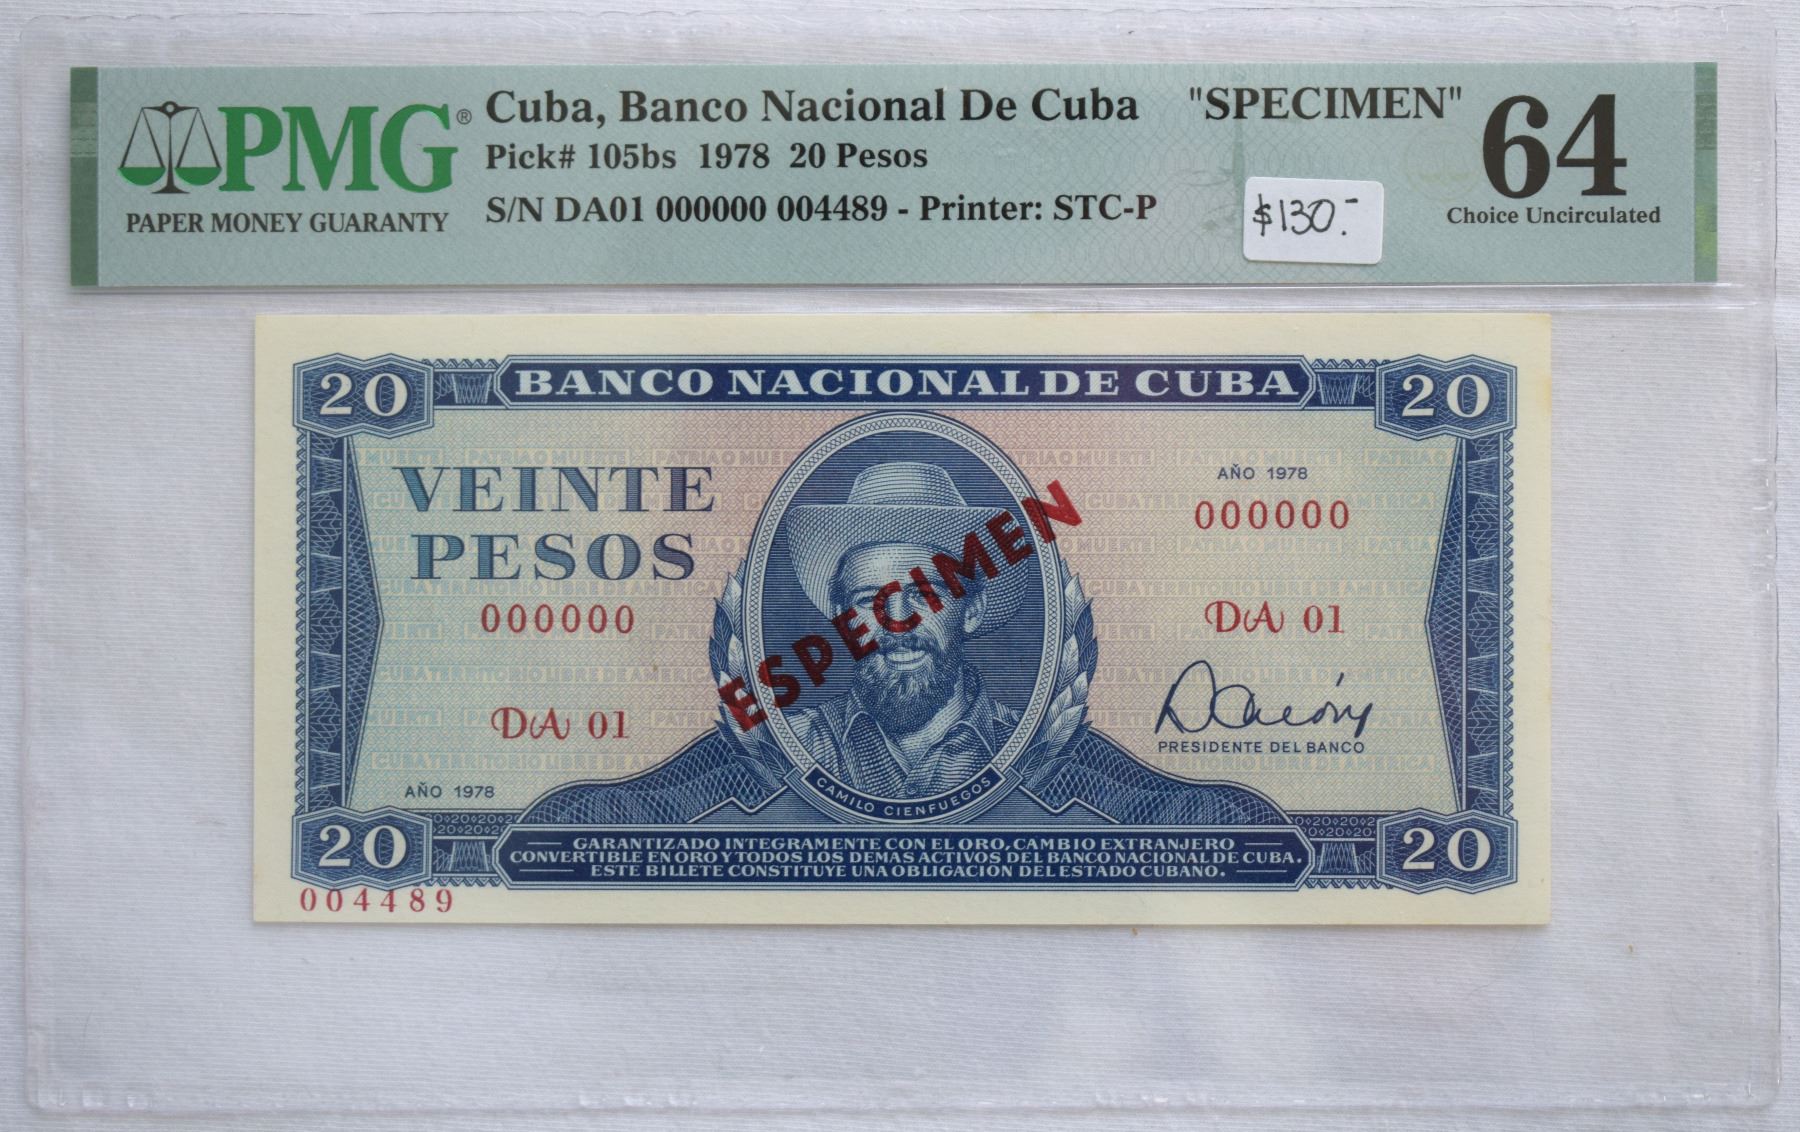 PMG®
PAPER MONEY GUARANTY
Cuba, Banco Nacional De Cuba "SPECIMEN"
Pick# 105bs 1978 20 Pesos
S/N DA01 000000 004489 - Printer: STC-P
$130.-
64
Choice Uncirculated
20 BANCO NACIONAL DE CUBA 20
VEINTE
PESOS
AÑO 1978
000000
000000
DA 01
DA 01
ESPECIMEN
PRESIDENTE DEL BANCO
AÑO 1978
CAMILO CIENFUEGOS
20 20
GARANTIZADO INTEGRAMENTE CON EL ORO, CAMBIO EXTRANJERO
CONVERTIBLE EN ORO Y TODOS LOS DEMAS ACTIVOS DEL BANCO NACIONAL DE CUBA.
ESTE BILLETE CONSTITUYE UNA OBLIGACION DEL ESTADO CUBANO.
004489